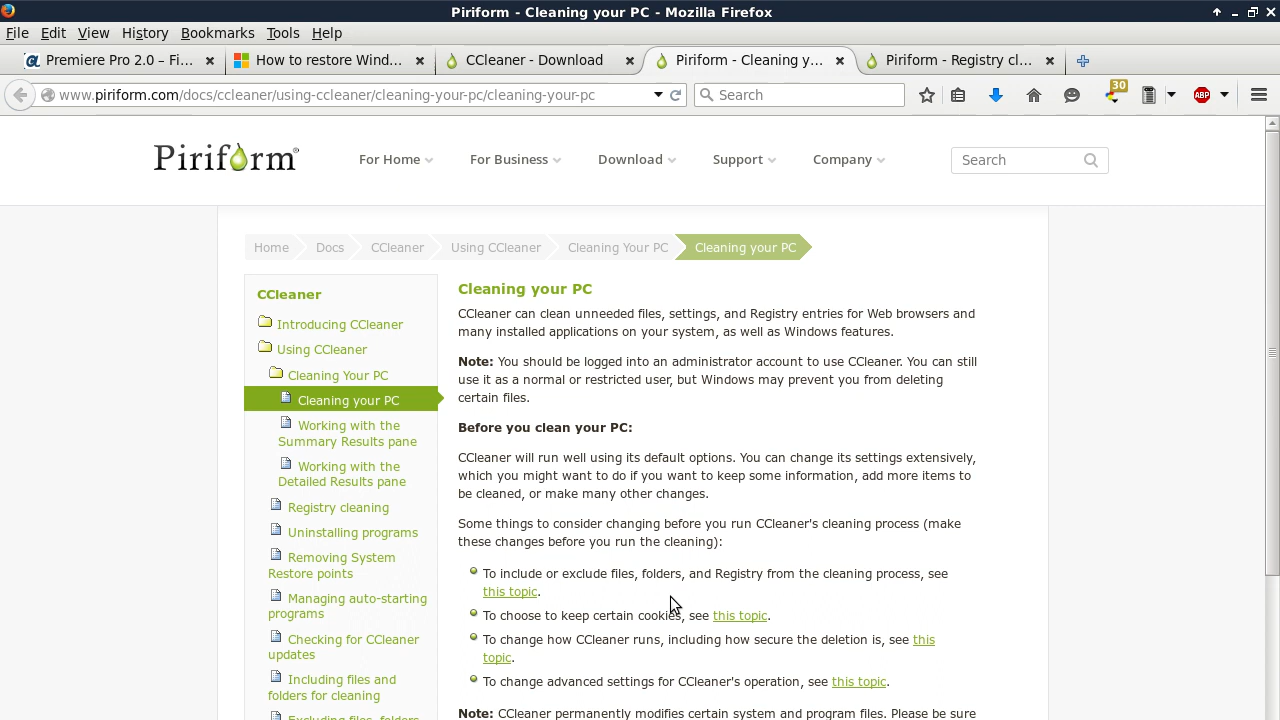 Piriform - Cleaning your PC - Mozilla Firefox
File Edit View History Bookmarks Tools Help
Premiere Pro 2.0 – Fi...
How to restore Wind...
CCleaner - Download
Piriform - Cleaning y...
Piriform - Registry cl...
www.piriform.com/docs/ccleaner/using-ccleaner/cleaning-your-pc/cleaning-your-pc
Search
30
ABP
Piriform®
For Home
For Business
Download
Support
Company
Search
Home
Docs
CCleaner
Using CCleaner
Cleaning Your PC
Cleaning your PC
CCleaner
Introducing CCleaner
Using CCleaner
Cleaning Your PC
Cleaning your PC
Working with the
Summary Results pane
Working with the
Detailed Results pane
Registry cleaning
Uninstalling programs
Removing System
Restore points
Managing auto-starting
programs
Checking for CCleaner
updates
Including files and
folders for cleaning
Excluding files, folders
Cleaning your PC
CCleaner can clean unneeded files, settings, and Registry entries for Web browsers and
many installed applications on your system, as well as Windows features.
Note: You should be logged into an administrator account to use CCleaner. You can still
use it as a normal or restricted user, but Windows may prevent you from deleting
certain files.
Before you clean your PC:
CCleaner will run well using its default options. You can change its settings extensively,
which you might want to do if you want to keep some information, add more items to
be cleaned, or make many other changes.
Some things to consider changing before you run CCleaner's cleaning process (make
these changes before you run the cleaning):
To include or exclude files, folders, and Registry from the cleaning process, see
this topic.
To choose to keep certain cookies, see this topic.
To change how CCleaner runs, including how secure the deletion is, see this
topic.
To change advanced settings for CCleaner's operation, see this topic.
Note: CCleaner permanently modifies certain system and program files. Please be sure